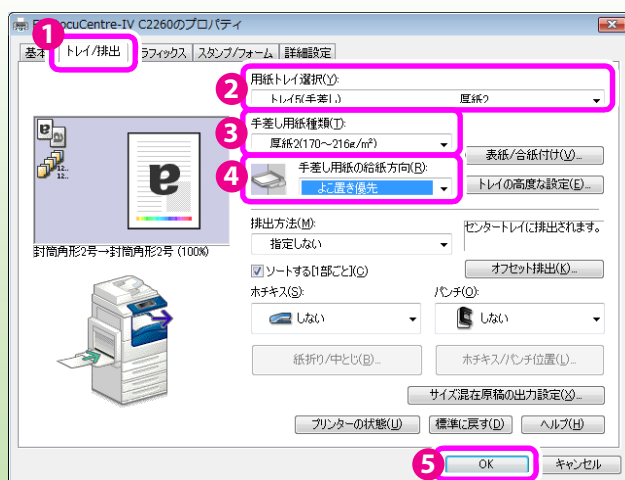 1
ocuCentre-IV C2260のプロパティ
基本 トレイ/排出 ラフィックス スタンプ/フォーム 詳細設定
2 用紙トレイ選択(Y):
トレイ5(手差し) 厚紙2
3 手差し用紙種類(T):
厚紙2(170～216g/m²)
表紙/合紙付け(V)...
4 手差し用紙の給紙方向(R):
よこ置き優先
トレイの高度な設定(E)...
排出方法(M):
指定しない
センタートレイに排出されます。
封筒角形2号→封筒角形2号 (100%)
ソートする[1部ごと](C)
オフセット排出(K)...
ホチキス(S): パンチ(O):
しない しない
紙折り/中とじ(B)... ホチキス/パンチ位置(L)...
サイズ混在原稿の出力設定(X)...
プリンターの状態(U) 標準に戻す(D) ヘルプ(H)
5 OK キャンセル